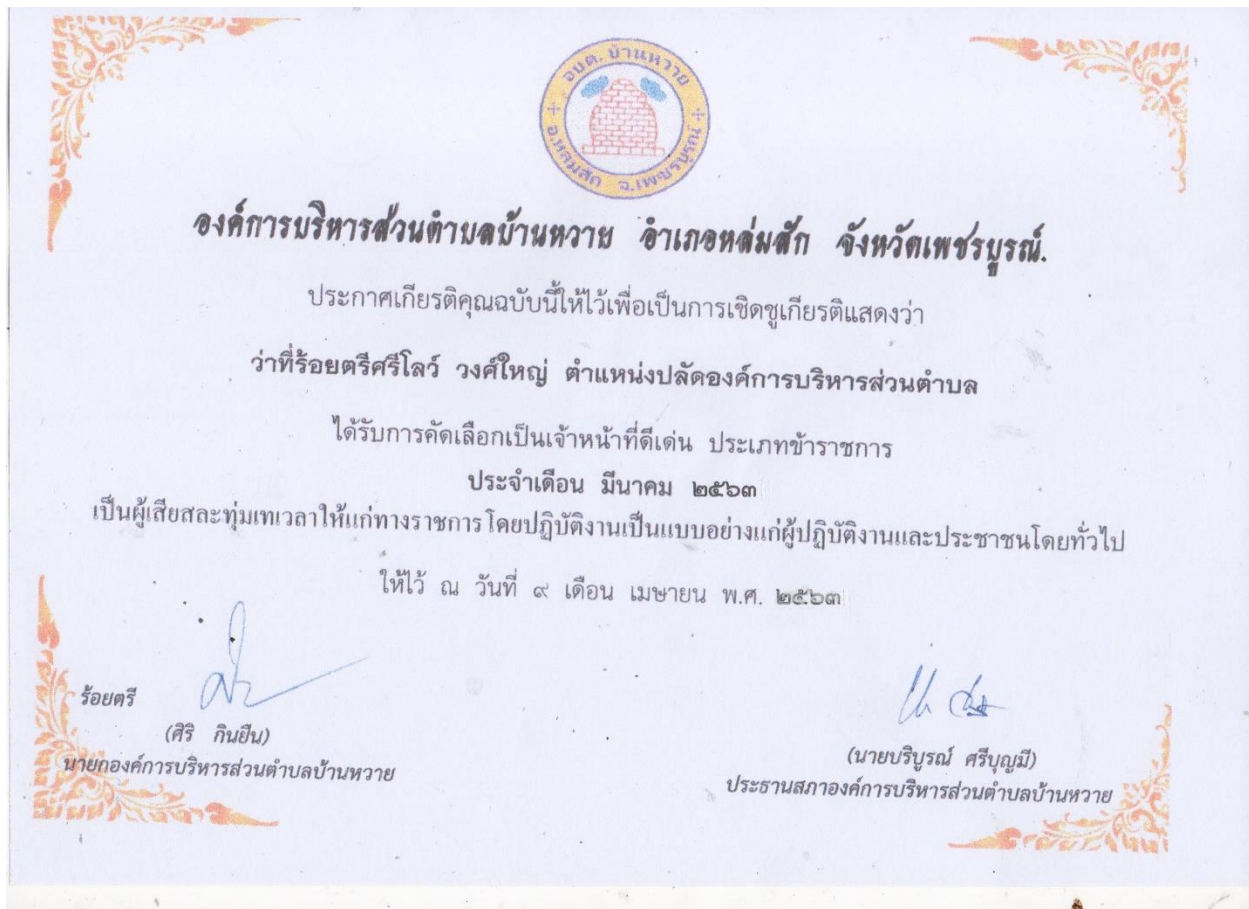 อบต. บ้านหวาย
อ.หล่มสัก จ.เพชรบูรณ์
องค์การบริหารส่วนตำบลบ้านหวาย อำเภอหล่มสัก จังหวัดเพชรบูรณ์.
ประกาศเกียรติคุณฉบับนี้ให้ไว้เพื่อเป็นการเชิดชูเกียรติแสดงว่า
ว่าที่ร้อยตรีศรีโลว์ วงศ์ใหญ่ ตำแหน่งปลัดองค์การบริหารส่วนตำบล
ได้รับการคัดเลือกเป็นเจ้าหน้าที่ดีเด่น ประเภทข้าราชการ
ประจำเดือน มีนาคม ๒๕๖๓
เป็นผู้เสียสละทุ่มเทเวลาให้แก่ทางราชการ โดยปฏิบัติงานเป็นแบบอย่างแก่ผู้ปฏิบัติงานและประชาชนโดยทั่วไป
ให้ไว้ ณ วันที่ ๙ เดือน เมษายน พ.ศ. ๒๕๖๓
ร้อยตรี
(ศิริ กินยืน)
นายกองค์การบริหารส่วนตำบลบ้านหวาย
(นายบริบูรณ์ ศรีบุญมี)
ประธานสภาองค์การบริหารส่วนตำบลบ้านหวาย